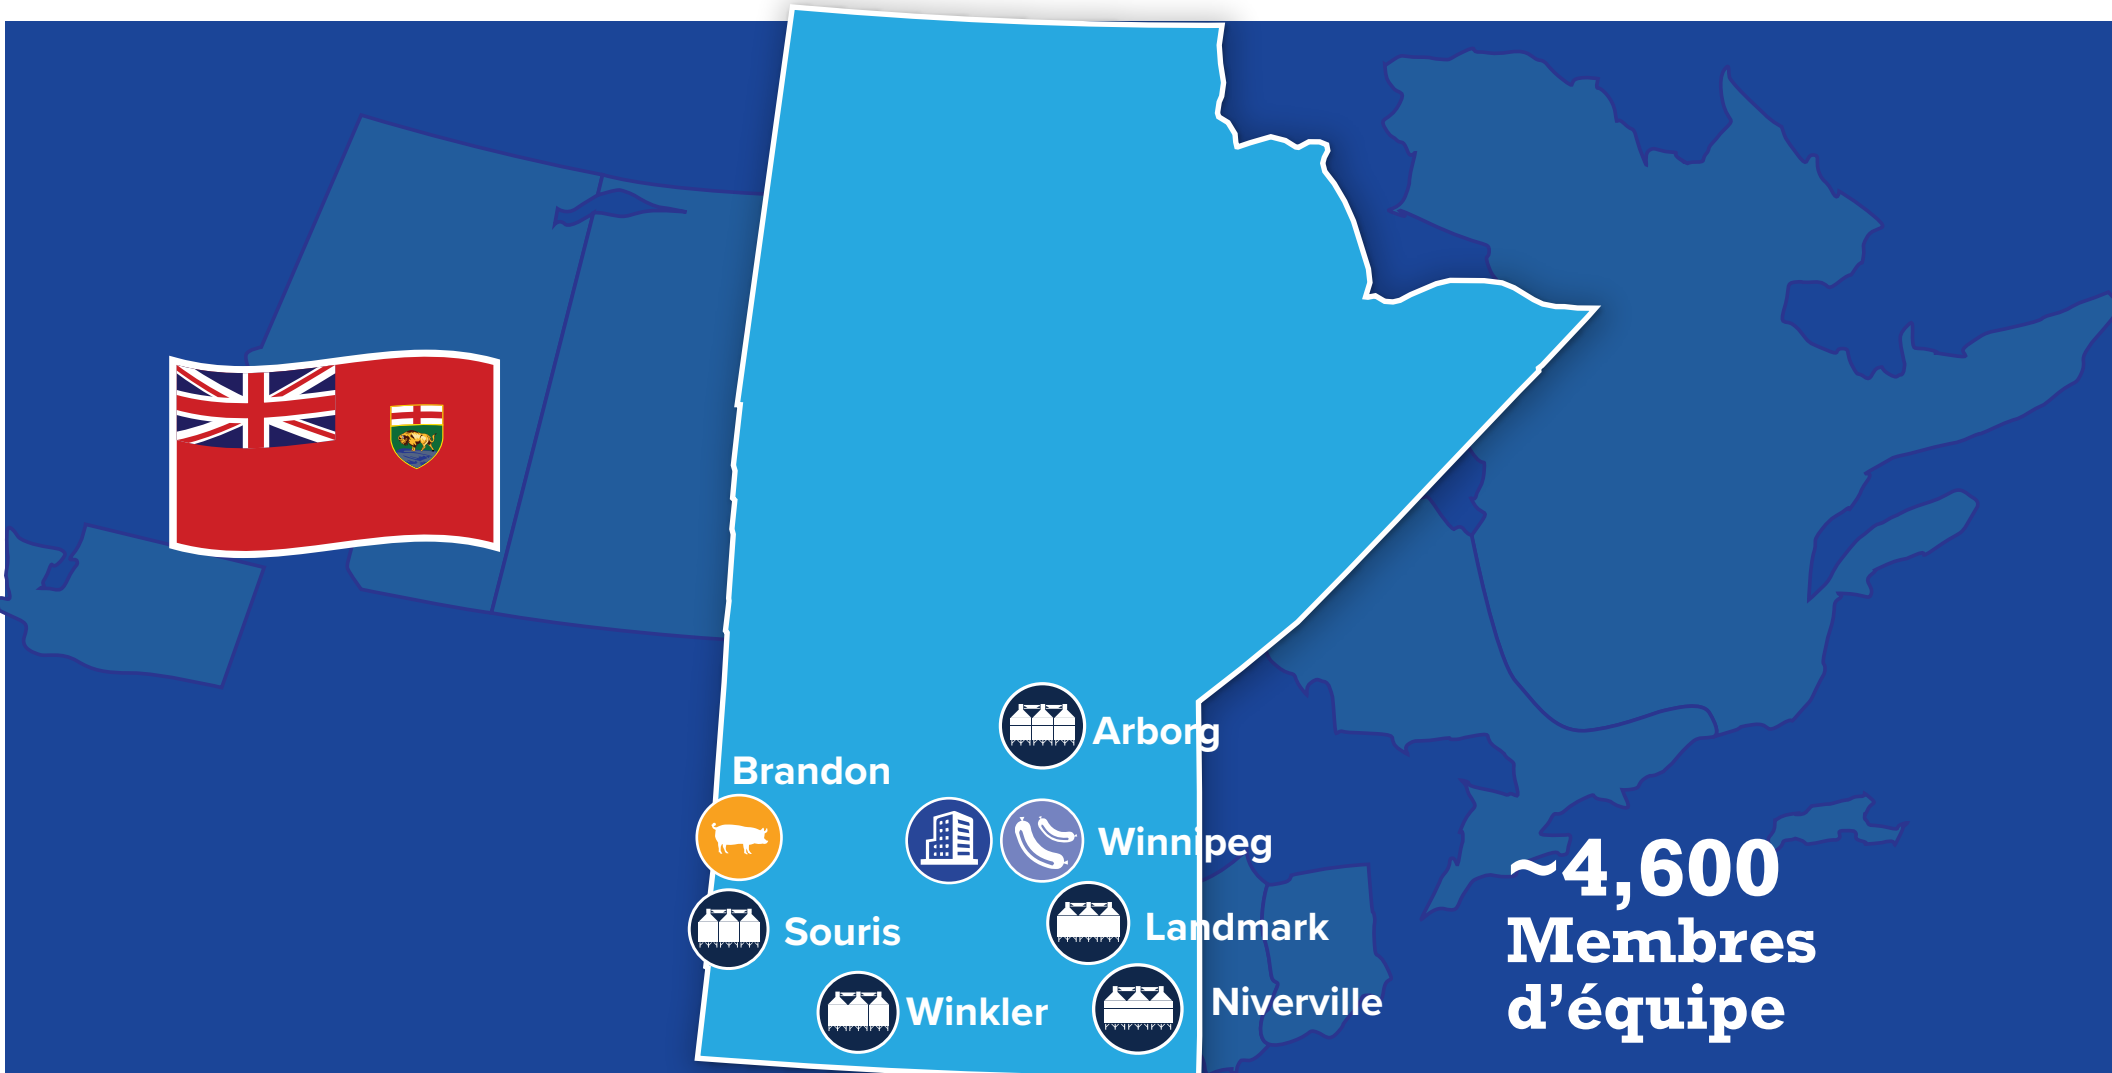 Arborg
Brandon
Winnipeg
Souris
Landmark
Winkler
Niverville
~4,600
Membres
d’équipe